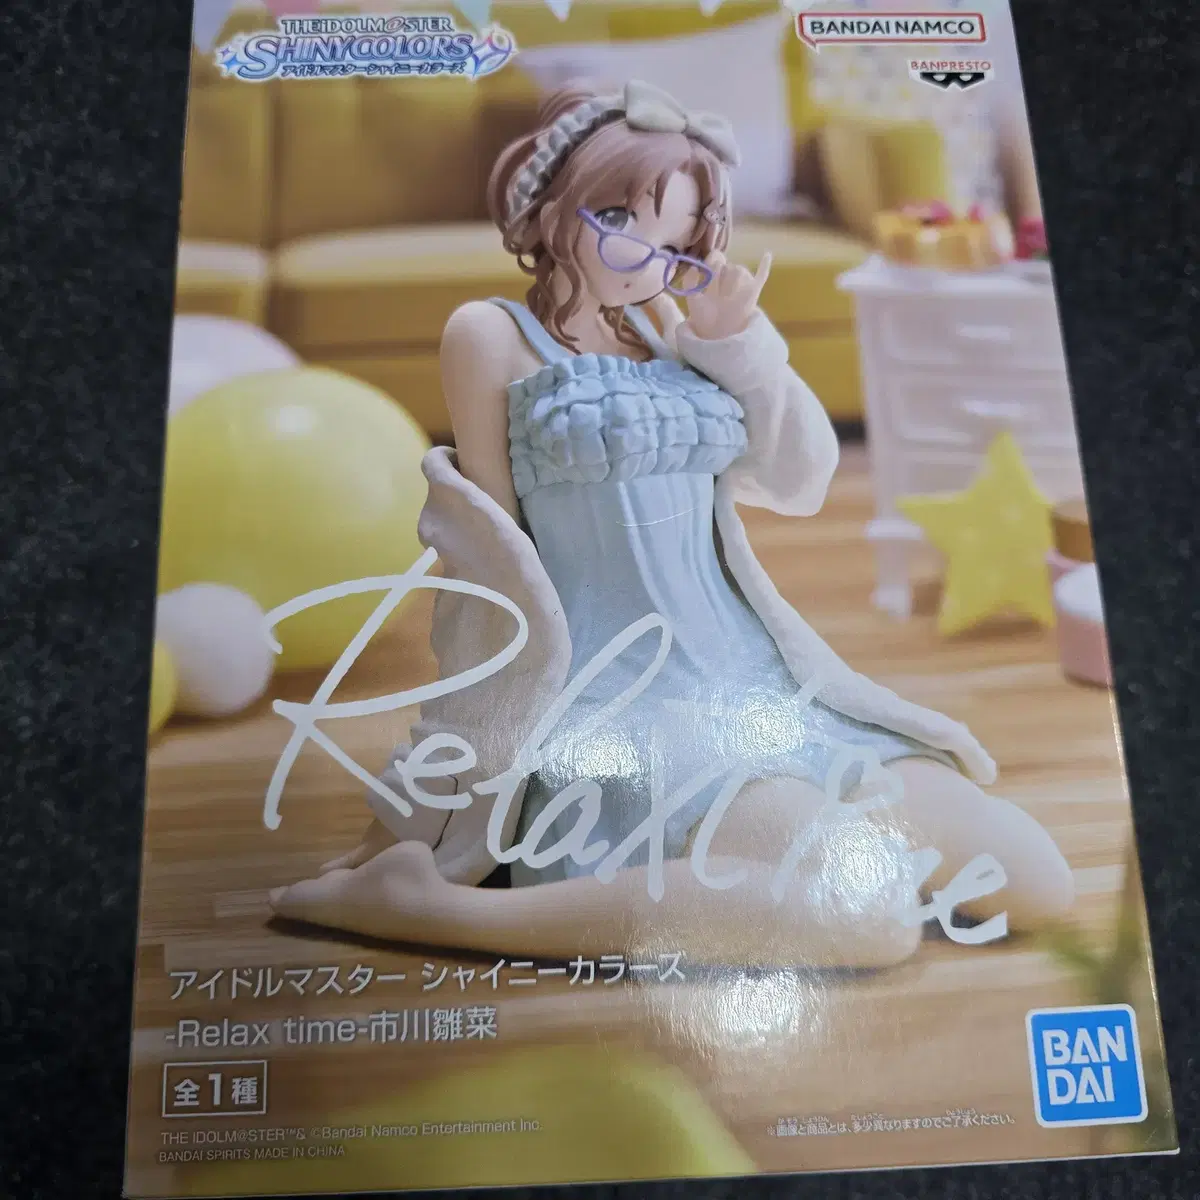 THE IDOLM@STER
SHINYCOLORS
アイドルマスター シャイニーカラーズ
BANDAI NAMCO
BANPRESTO
Relax time
アイドルマスター シャイニーカラーズ
-Relax time-市川雛菜
全1種
THE IDOLM@STER™& ©Bandai Namco Entertainment Inc.
BANDAI SPIRITS MADE IN CHINA
BAN
DAI
※画像と商品とは、多少異なりますのでご了承ください。